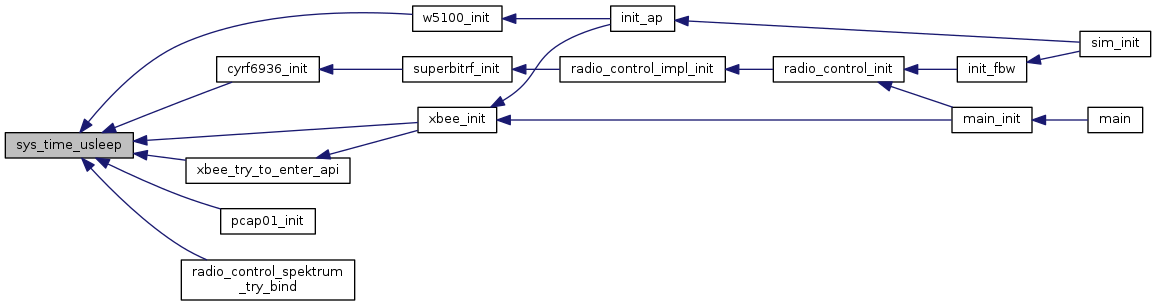 w5100_init
init_ap
sim_init
cyrf6936_init
superbitrf_init
radio_control_impl_init
radio_control_init
init_fbw
xbee_init
main_init
main
sys_time_usleep
xbee_try_to_enter_api
pcap01_init
radio_control_spektrum
_try_bind